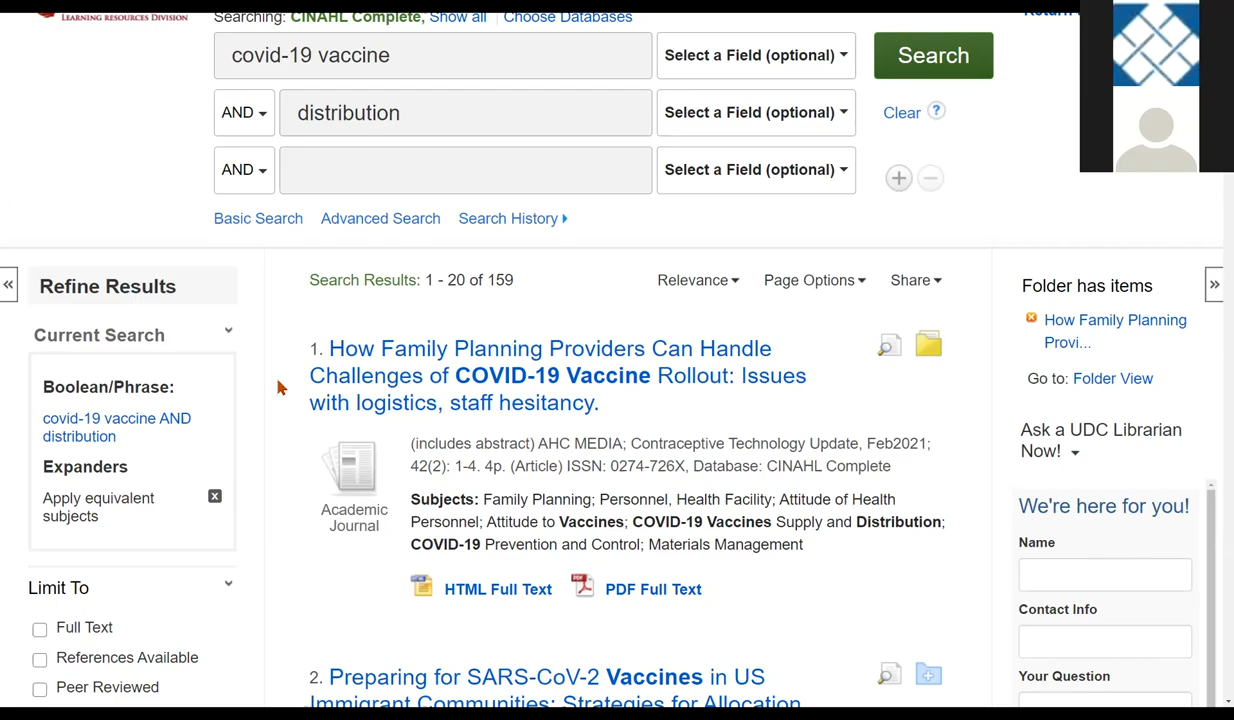 LEARNING RESOURCES DIVISION
Searching: CINAHL Complete, Show all | Choose Databases
covid-19 vaccine
Select a Field (optional)
Search
AND
distribution
Select a Field (optional)
Clear ?
AND
Select a Field (optional)
Basic Search Advanced Search Search History
« Refine Results
Search Results: 1 - 20 of 159
Relevance Page Options Share
Folder has items »
Current Search
How Family Planning
Provi...
Boolean/Phrase:
covid-19 vaccine AND
distribution
Expanders
Apply equivalent
subjects
1. How Family Planning Providers Can Handle
Challenges of COVID-19 Vaccine Rollout: Issues
with logistics, staff hesitancy.
Go to: Folder View
Academic
Journal
(includes abstract) AHC MEDIA; Contraceptive Technology Update, Feb2021;
42(2): 1-4. 4p. (Article) ISSN: 0274-726X, Database: CINAHL Complete
Subjects: Family Planning; Personnel, Health Facility; Attitude of Health
Personnel; Attitude to Vaccines; COVID-19 Vaccines Supply and Distribution;
COVID-19 Prevention and Control; Materials Management
HTML Full Text
PDF Full Text
Ask a UDC Librarian
Now!
We're here for you!
Name
Contact Info
Your Question
Limit To
Full Text
References Available
Peer Reviewed
2. Preparing for SARS-CoV-2 Vaccines in US
Immigrant Communities: Strategies for Allocation